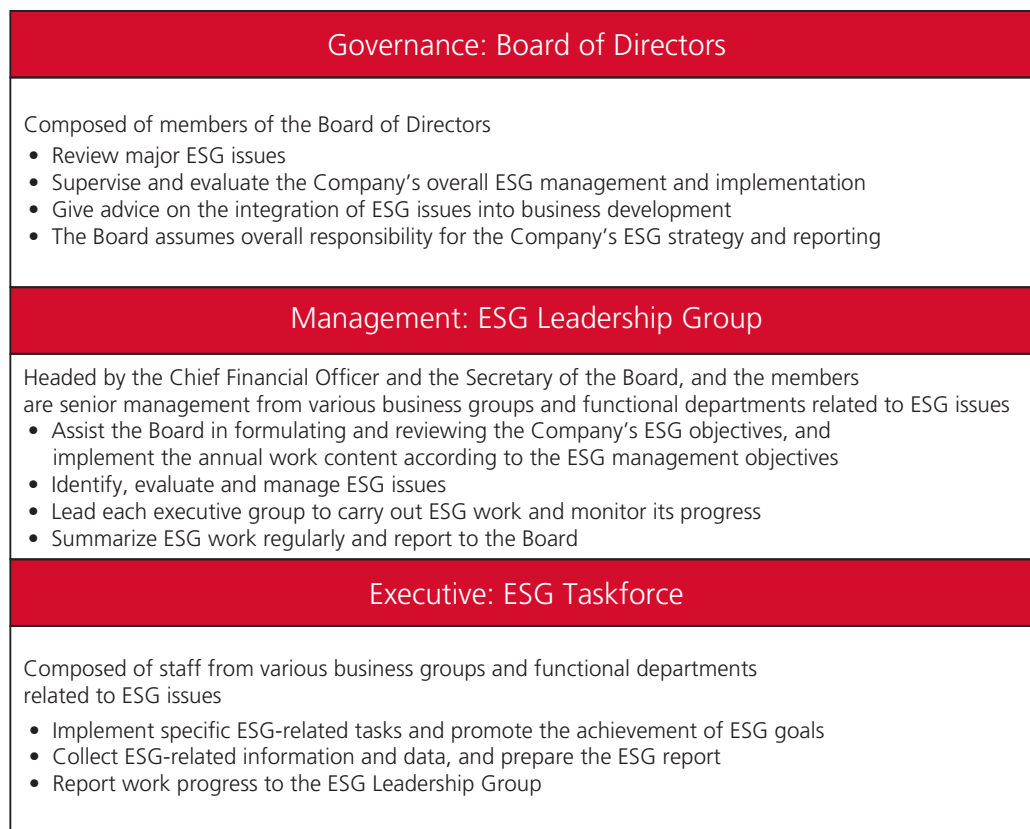 Governance: Board of Directors
Composed of members of the Board of Directors
• Review major ESG issues
• Supervise and evaluate the Company’s overall ESG management and implementation
• Give advice on the integration of ESG issues into business development
• The Board assumes overall responsibility for the Company’s ESG strategy and reporting
Management: ESG Leadership Group
Headed by the Chief Financial Officer and the Secretary of the Board, and the members
are senior management from various business groups and functional departments related to ESG issues
• Assist the Board in formulating and reviewing the Company’s ESG objectives, and
implement the annual work content according to the ESG management objectives
• Identify, evaluate and manage ESG issues
• Lead each executive group to carry out ESG work and monitor its progress
• Summarize ESG work regularly and report to the Board
Executive: ESG Taskforce
Composed of staff from various business groups and functional departments
related to ESG issues
• Implement specific ESG-related tasks and promote the achievement of ESG goals
• Collect ESG-related information and data, and prepare the ESG report
• Report work progress to the ESG Leadership Group